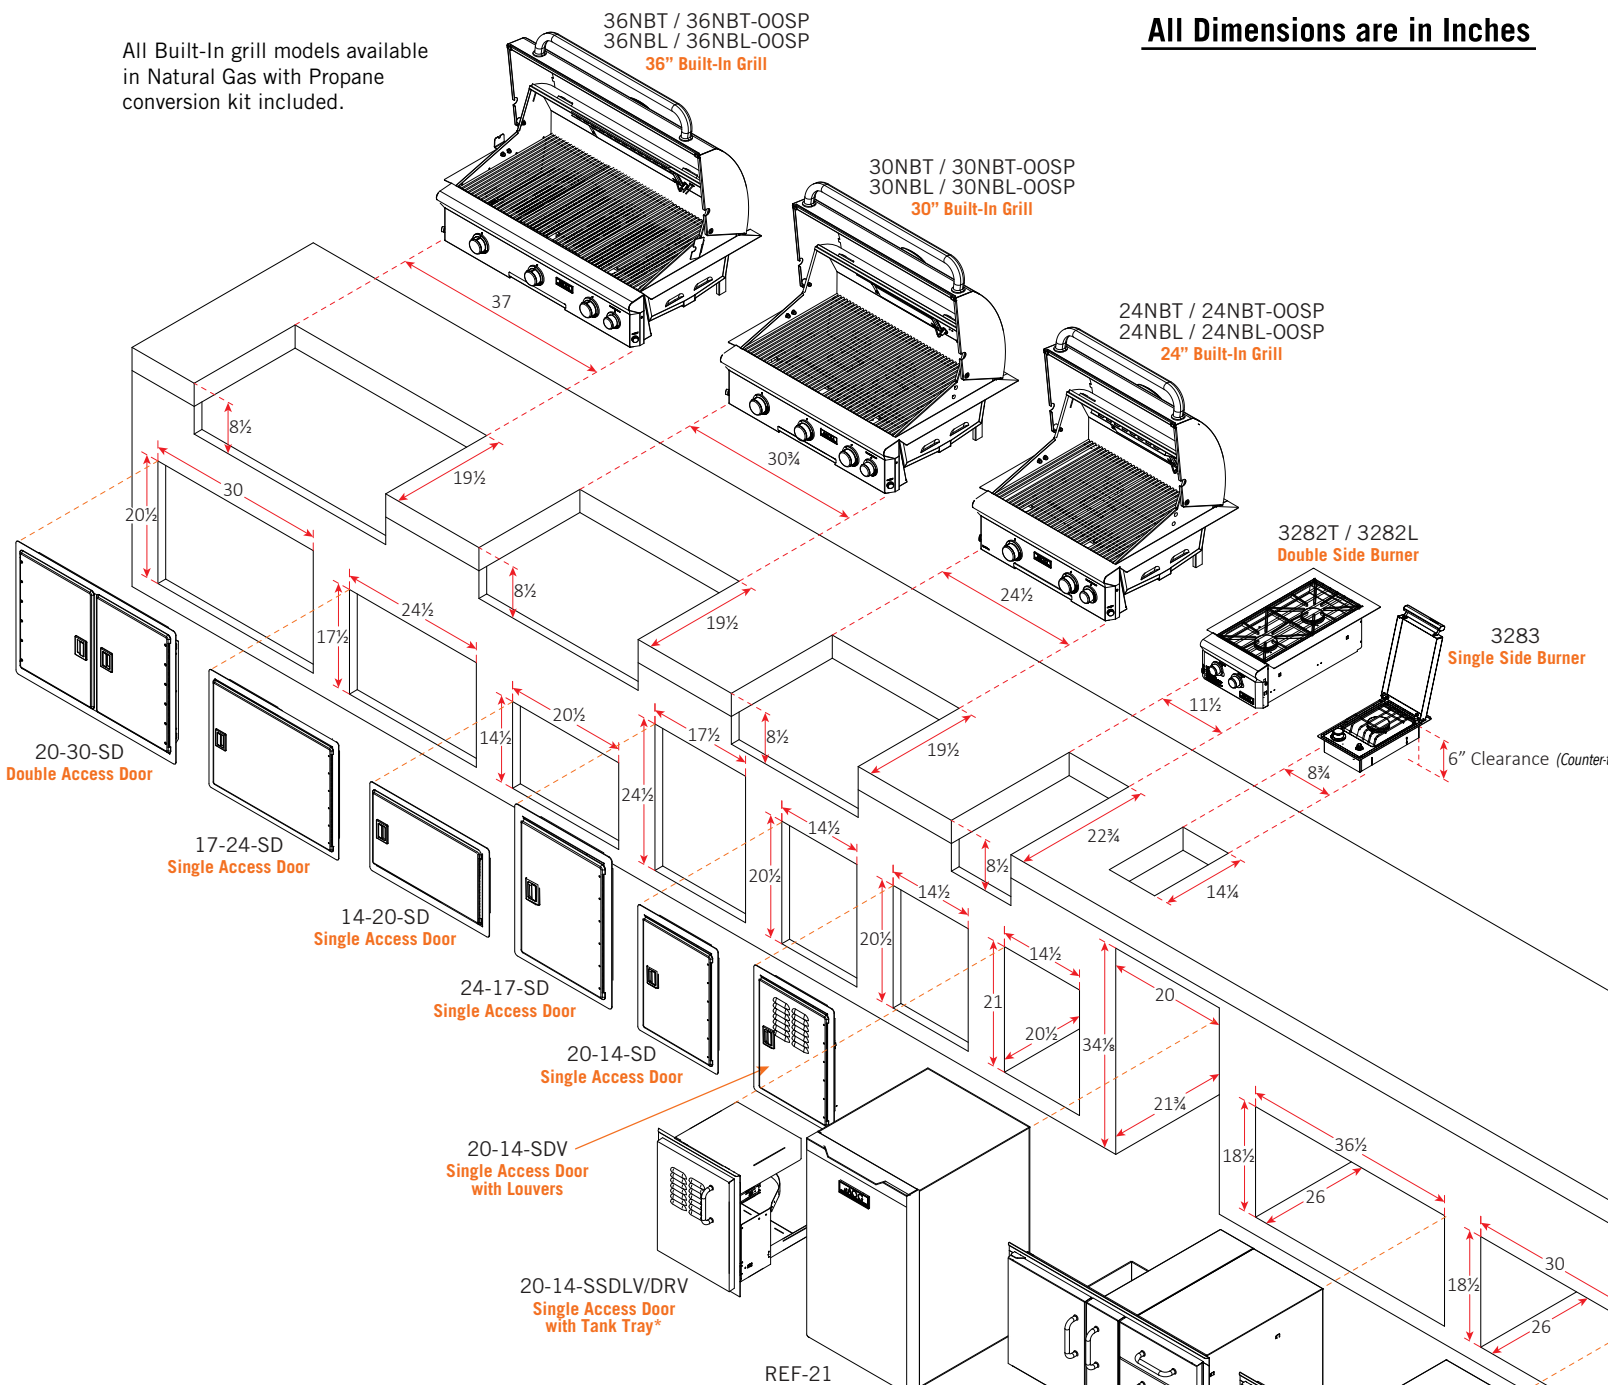 All Dimensions are in Inches
All Built-In grill models available
in Natural Gas with Propane
conversion kit included.
36NBT / 36NBT-00SP
36NBL / 36NBL-00SP
36" Built-In Grill
30NBT / 30NBT-00SP
30NBL / 30NBL-00SP
30" Built-In Grill
24NBT / 24NBT-00SP
24NBL / 24NBL-00SP
24" Built-In Grill
3282T / 3282L
Double Side Burner
3283
Single Side Burner
6" Clearance (Counter-t
37
30¾
24½
11½
8¾
8½
19½
8½
19½
8½
19½
8½
22¾
14¼
30
20½
24½
17½
20½
14½
17½
24½
14½
20½
14½
20½
14½
21
20½
20
34⅛
21¾
36½
18½
26
30
18½
26
20-30-SD
Double Access Door
17-24-SD
Single Access Door
14-20-SD
Single Access Door
24-17-SD
Single Access Door
20-14-SD
Single Access Door
20-14-SDV
Single Access Door
with Louvers
20-14-SSDLV/DRV
Single Access Door
with Tank Tray*
REF-21